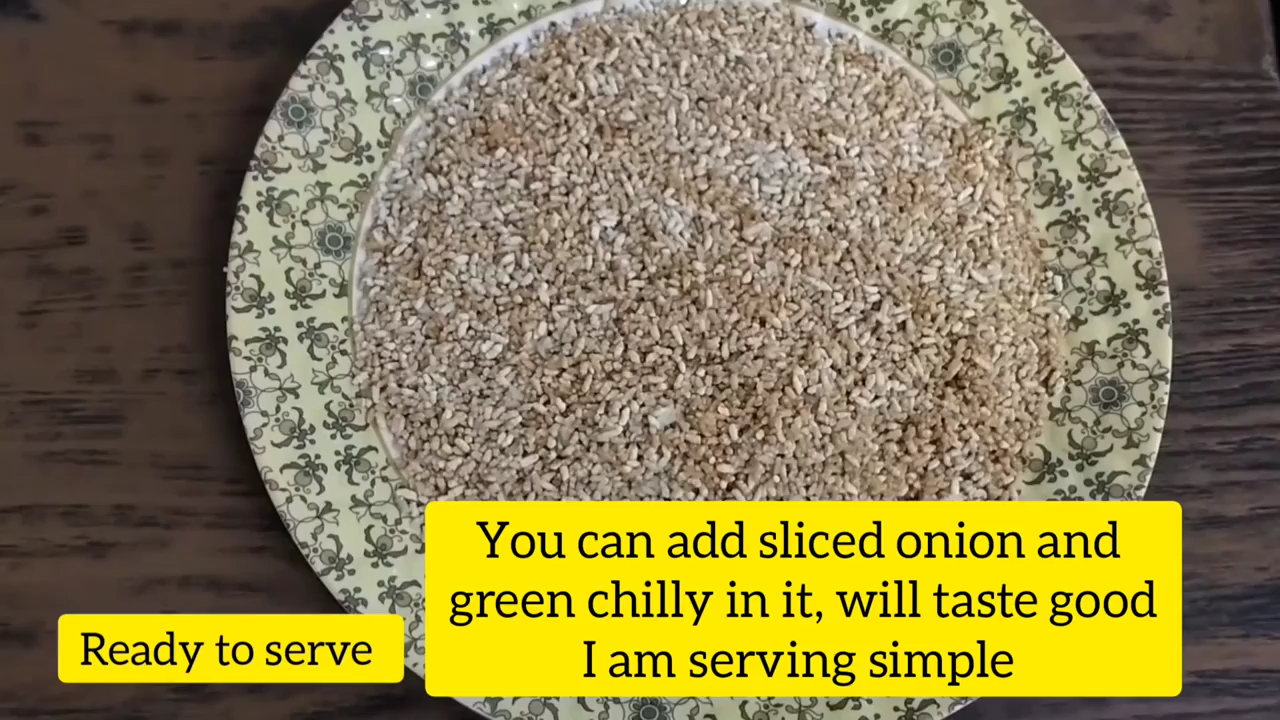 You can add sliced onion and
green chilly in it, will taste good
I am serving simple
Ready to serve